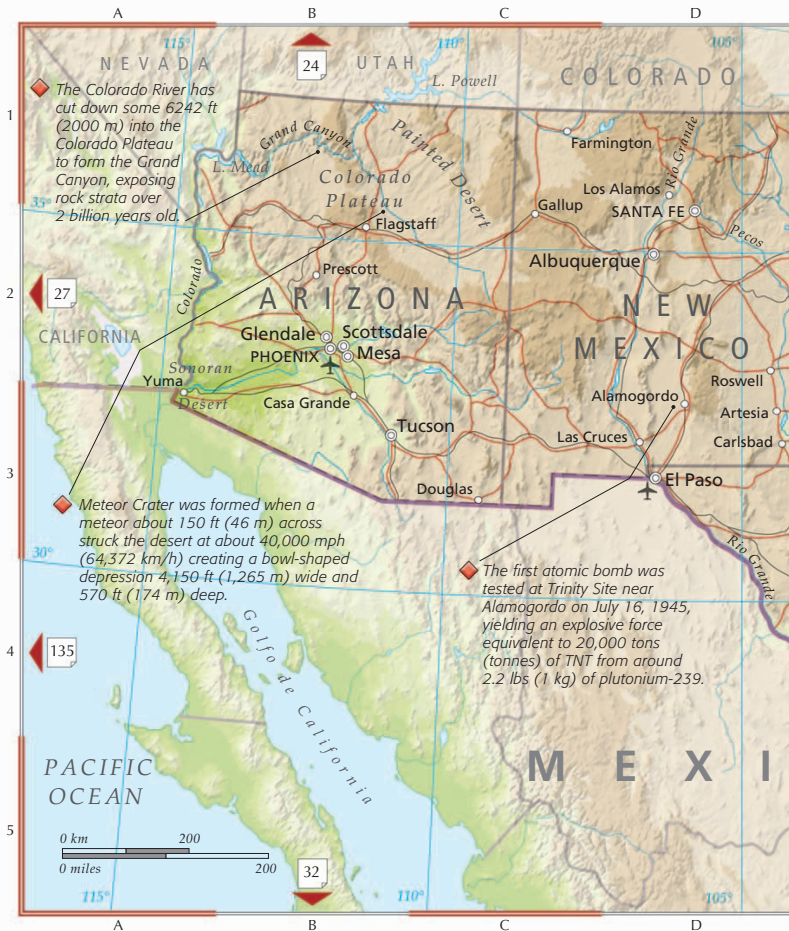 A B C D
115° 110° 105°
NEVADA UTAH COLORADO
24
L. Powell
1
The Colorado River has
cut down some 6242 ft
(2000 m) into the
Colorado Plateau
to form the Grand
Canyon, exposing
rock strata over
2 billion years old.
Grand Canyon
L. Mead
Painted Desert
Colorado
Plateau
Farmington
Rio Grande
Los Alamos
SANTA FE
Gallup
Flagstaff
Pecos
35°
Albuquerque
2
27
Colorado
Prescott
ARIZONA
NEW
MEXICO
CALIFORNIA
Glendale
Scottsdale
PHOENIX
Mesa
Sonoran
Desert
Yuma
Casa Grande
Roswell
Alamogordo
Artesia
Tucson
Las Cruces
Carlsbad
3
Douglas
El Paso
Meteor Crater was formed when a
meteor about 150 ft (46 m) across
struck the desert at about 40,000 mph
(64,372 km/h) creating a bowl-shaped
depression 4,150 ft (1,265 m) wide and
570 ft (174 m) deep.
30°
Rio Grande
The first atomic bomb was
tested at Trinity Site near
Alamogordo on July 16, 1945,
yielding an explosive force
equivalent to 20,000 tons
(tonnes) of TNT from around
2.2 lbs (1 kg) of plutonium-239.
4
135
Golfo de California
PACIFIC
OCEAN
MEXI
5
0 km 200
0 miles 200
32
115° 110° 105°
A B C D